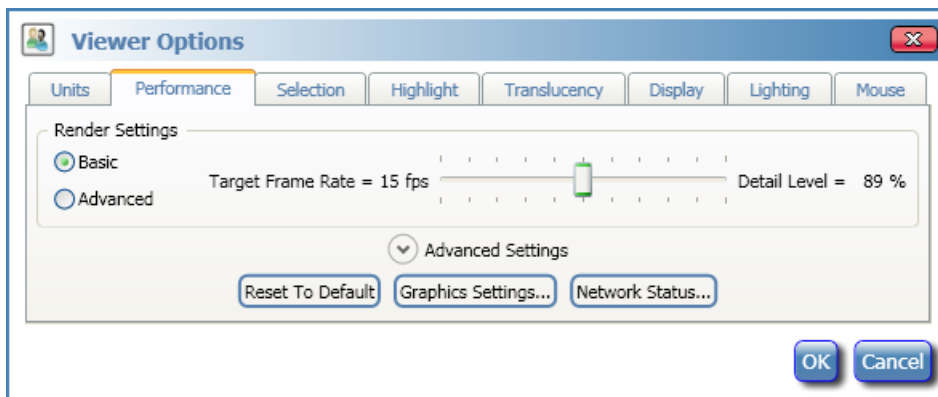 Viewer Options
Units Performance Selection Highlight Translucency Display Lighting Mouse
Render Settings
Basic
Target Frame Rate = 15 fps Detail Level = 89 %
Advanced
Advanced Settings
Reset To Default Graphics Settings... Network Status...
OK Cancel